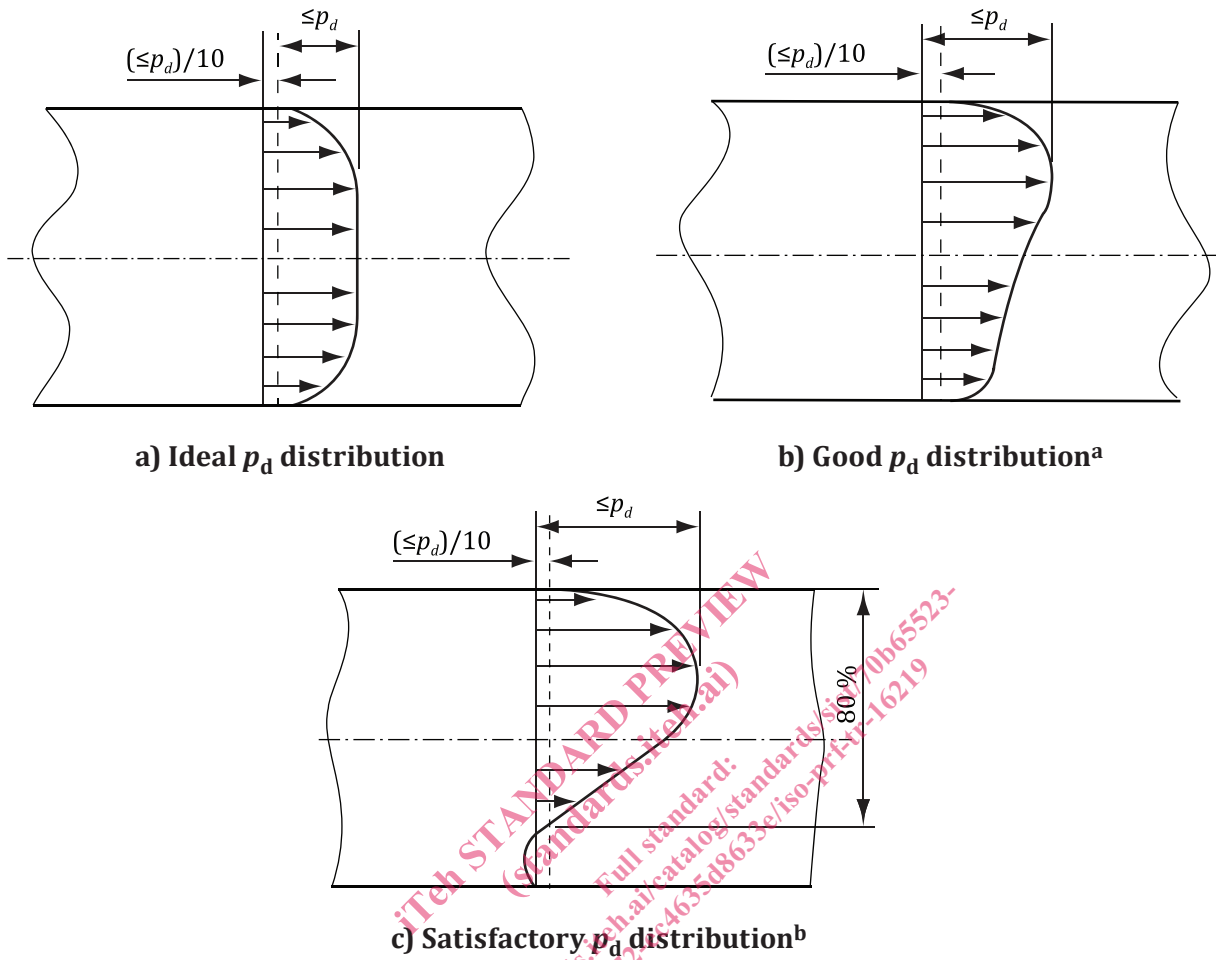 ≤p_d
(≤p_d)/10
≤p_d
(≤p_d)/10
a) Ideal p_d distribution
b) Good p_d distribution^a
≤p_d
(≤p_d)/10
80 %
iTeh STANDARD PREVIEW
(standards.iteh.ai)
Full standard:
c) Satisfactory p_d distribution^b